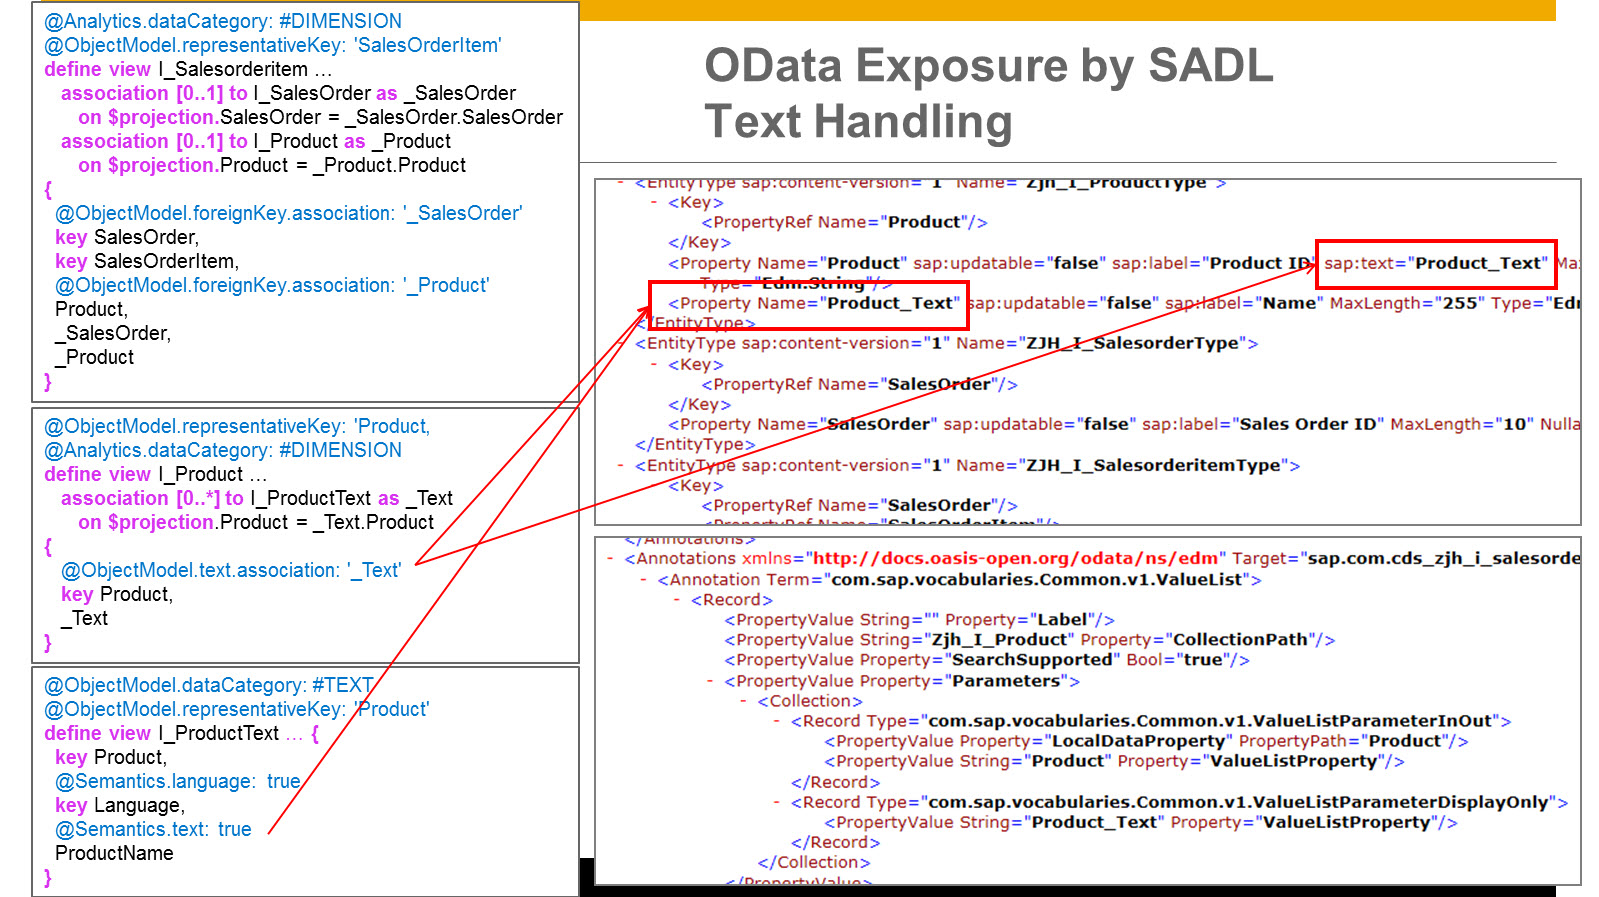 @Analytics.dataCategory: #DIMENSION
@ObjectModel.representativeKey: 'SalesOrderItem'
define view I_Salesorderitem …
association [0..1] to I_SalesOrder as _SalesOrder
on $projection.SalesOrder = _SalesOrder.SalesOrder
association [0..1] to I_Product as _Product
on $projection.Product = _Product.Product
{
@ObjectModel.foreignKey.association: '_SalesOrder'
key SalesOrder,
key SalesOrderItem,
@ObjectModel.foreignKey.association: '_Product'
Product,
_SalesOrder,
_Product
}
@ObjectModel.representativeKey: 'Product,
@Analytics.dataCategory: #DIMENSION
define view I_Product …
association [0..*] to I_ProductText as _Text
on $projection.Product = _Text.Product
{
@ObjectModel.text.association: '_Text'
key Product,
_Text
}
@ObjectModel.dataCategory: #TEXT
@ObjectModel.representativeKey: 'Product'
define view I_ProductText … {
key Product,
@Semantics.language: true
key Language,
@Semantics.text: true
ProductName
}
OData Exposure by SADL
Text Handling
- <EntityType sap:content-version="1" Name="Zjh_I_ProductType">
- <Key>
<PropertyRef Name="Product"/>
</Key>
<Property Name="Product" sap:updatable="false" sap:label="Product ID" sap:text="Product_Text" Ma
Type="Edm.String"/>
<Property Name="Product_Text" sap:updatable="false" sap:label="Name" MaxLength="255" Type="Ed
</EntityType>
- <EntityType sap:content-version="1" Name="ZJH_I_SalesorderType">
- <Key>
<PropertyRef Name="SalesOrder"/>
</Key>
<Property Name="SalesOrder" sap:updatable="false" sap:label="Sales Order ID" MaxLength="10" Nulla
</EntityType>
- <EntityType sap:content-version="1" Name="ZJH_I_SalesorderitemType">
- <Key>
<PropertyRef Name="SalesOrder"/>
<PropertyRef Name="SalesOrderItem"/>
</Annotations>
- <Annotations xmlns="http://docs.oasis-open.org/odata/ns/edm" Target="sap.com.cds_zjh_i_salesorde
- <Annotation Term="com.sap.vocabularies.Common.v1.ValueList">
- <Record>
<PropertyValue String="" Property="Label"/>
<PropertyValue String="Zjh_I_Product" Property="CollectionPath"/>
<PropertyValue Property="SearchSupported" Bool="true"/>
- <PropertyValue Property="Parameters">
- <Collection>
- <Record Type="com.sap.vocabularies.Common.v1.ValueListParameterInOut">
<PropertyValue Property="LocalDataProperty" PropertyPath="Product"/>
<PropertyValue String="Product" Property="ValueListProperty"/>
</Record>
- <Record Type="com.sap.vocabularies.Common.v1.ValueListParameterDisplayOnly">
<PropertyValue String="Product_Text" Property="ValueListProperty"/>
</Record>
</Collection>
</PropertyValue>